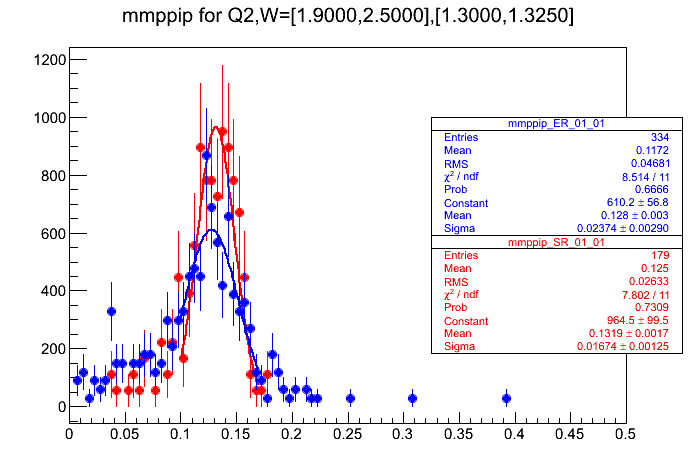 mmppip for Q2,W=[1.9000,2.5000],[1.3000,1.3250]
1200
1000
800
600
400
200
0
0 0.05 0.1 0.15 0.2 0.25 0.3 0.35 0.4 0.45 0.5
mmppip_ER_01_01
Entries 334
Mean 0.1172
RMS 0.04681
χ² / ndf 8.514 / 11
Prob 0.6666
Constant 610.2 ± 56.8
Mean 0.128 ± 0.003
Sigma 0.02374 ± 0.00290
mmppip_SR_01_01
Entries 179
Mean 0.125
RMS 0.02633
χ² / ndf 7.802 / 11
Prob 0.7309
Constant 964.5 ± 99.5
Mean 0.1319 ± 0.0017
Sigma 0.01674 ± 0.00125